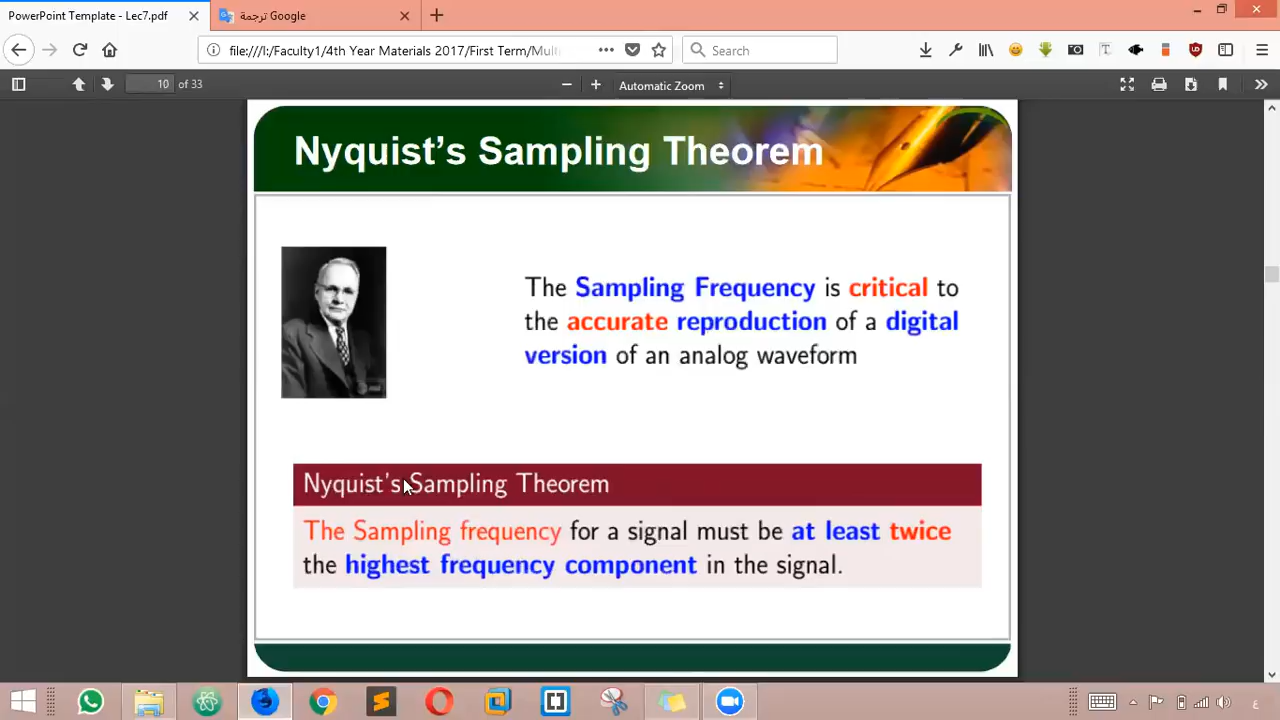 PowerPoint Template - Lec7.pdf
ترجمة Google
file:///I:/Faculty1/4th Year Materials 2017/First Term/Mult
Search
10 of 33
Automatic Zoom
Nyquist's Sampling Theorem
The Sampling Frequency is critical to
the accurate reproduction of a digital
version of an analog waveform
Nyquist's Sampling Theorem
The Sampling frequency for a signal must be at least twice
the highest frequency component in the signal.
ع